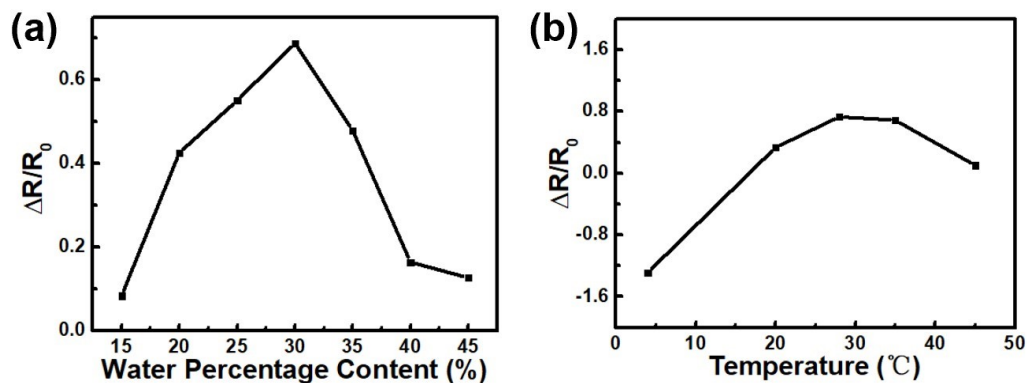 (a)
ΔR/R₀
0.6
0.4
0.2
0.0
15 20 25 30 35 40 45
Water Percentage Content (%)
(b)
ΔR/R₀
1.6
0.8
0.0
-0.8
-1.6
0 10 20 30 40 50
Temperature (℃)